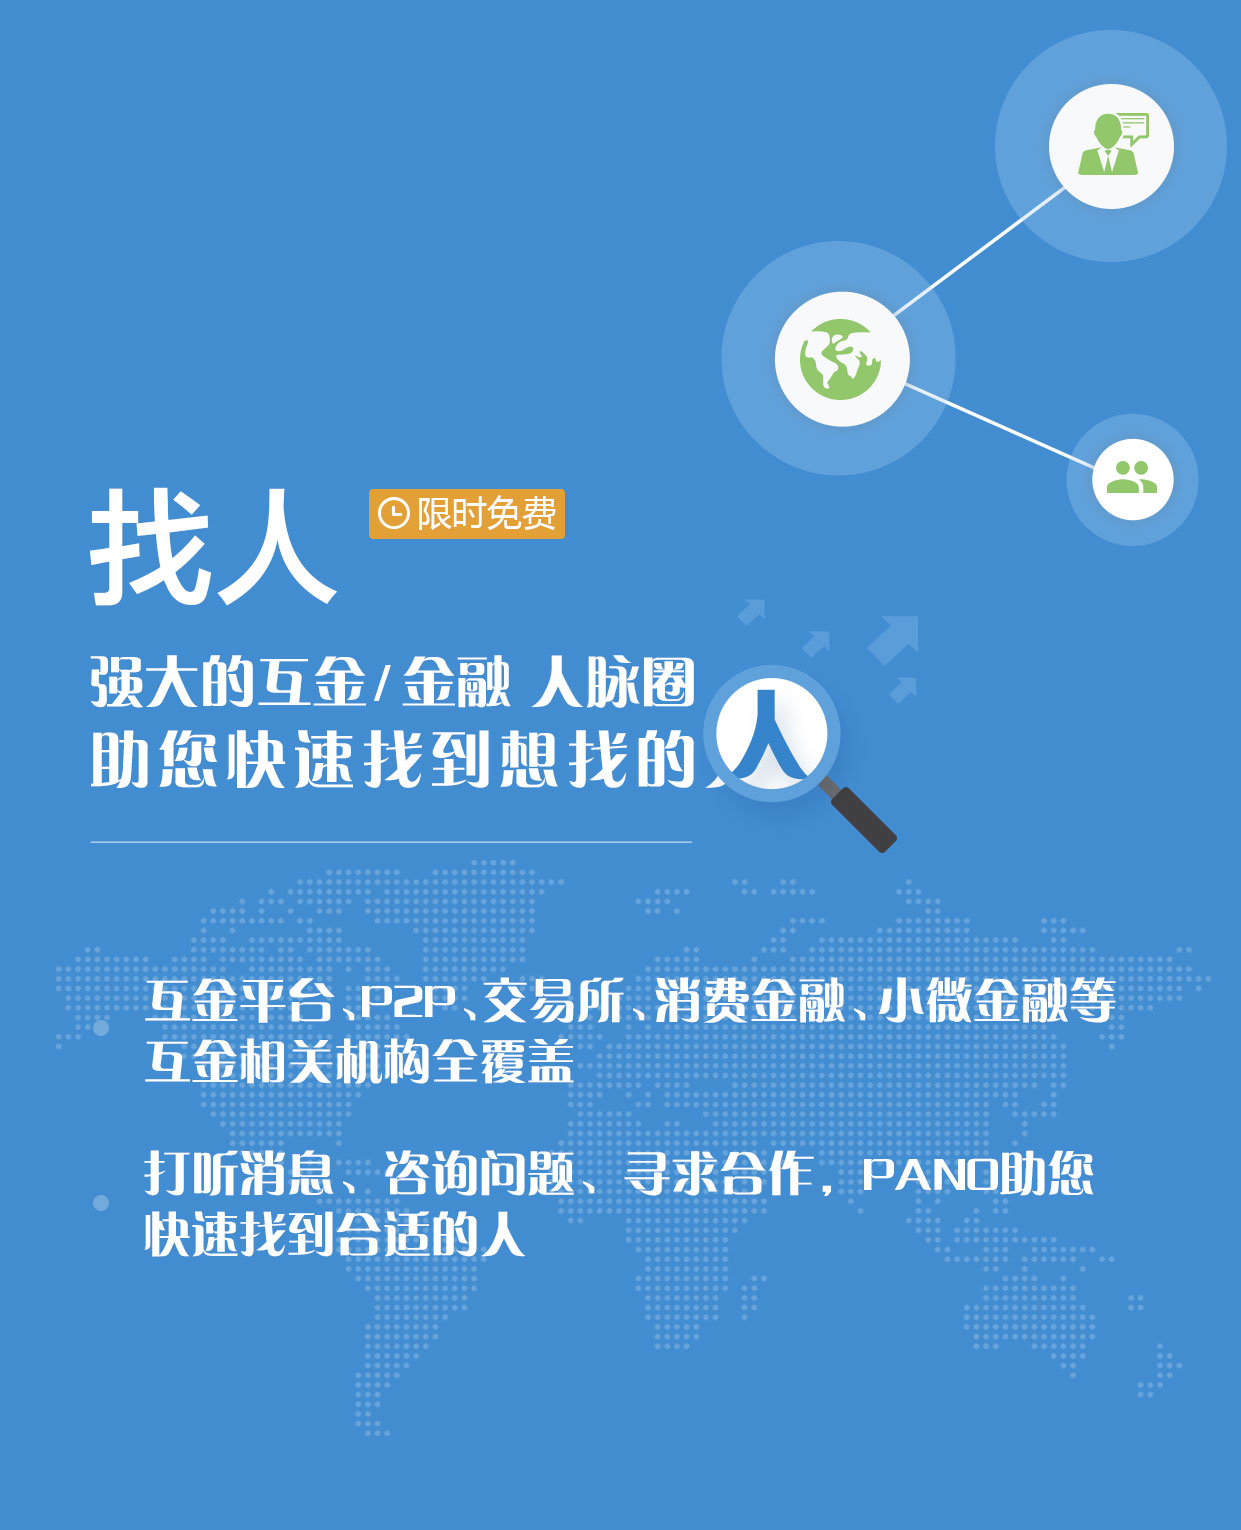 找人
限时免费
强大的互金/金融 人脉圈
助您快速找到想找的人
互金平台、P2P、交易所、消费金融、小微金融等
互金相关机构全覆盖
打听消息、咨询问题、寻求合作，PANO助您
快速找到合适的人